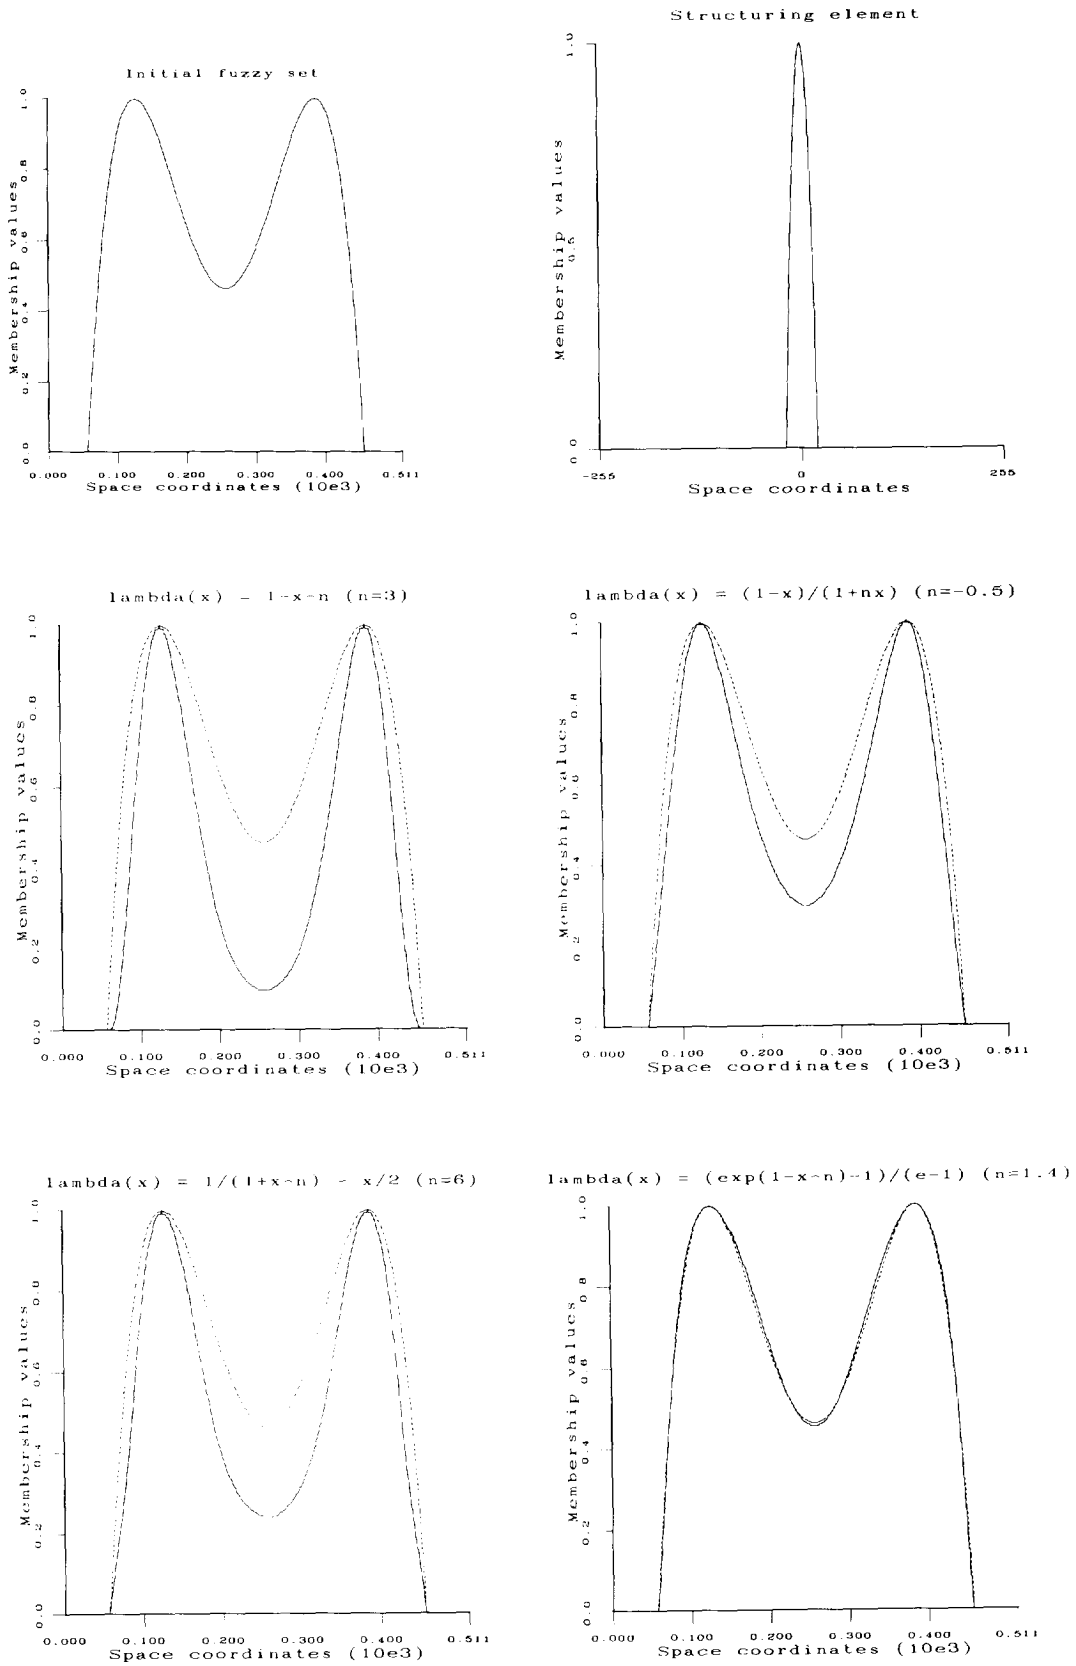 Structuring element
1.0
Membership values
0.5
0
-255 0 255
Space coordinates
Initial fuzzy set
1.0
0.8
0.6
0.4
0.2
0.0
Membership values
0.000 0.100 0.200 0.300 0.400 0.511
Space coordinates (10e3)
lambda(x) = 1-x^n (n=3)
1.0
0.8
0.6
0.4
0.2
0.0
Membership values
0.000 0.100 0.200 0.300 0.400 0.511
Space coordinates (10e3)
lambda(x) = (1-x)/(1+nx) (n=-0.5)
1.0
0.8
0.6
0.4
0.2
0.0
Membership values
0.000 0.100 0.200 0.300 0.400 0.511
Space coordinates (10e3)
lambda(x) = 1/(1+x^n) - x/2 (n=6)
1.0
0.8
0.6
0.4
0.2
0.0
Membership values
0.000 0.100 0.200 0.300 0.400 0.511
Space coordinates (10e3)
lambda(x) = (exp(1-x^n)-1)/(e-1) (n=1.4)
1.0
0.8
0.6
0.4
0.2
0.0
Membership values
0.000 0.100 0.200 0.300 0.400 0.511
Space coordinates (10e3)